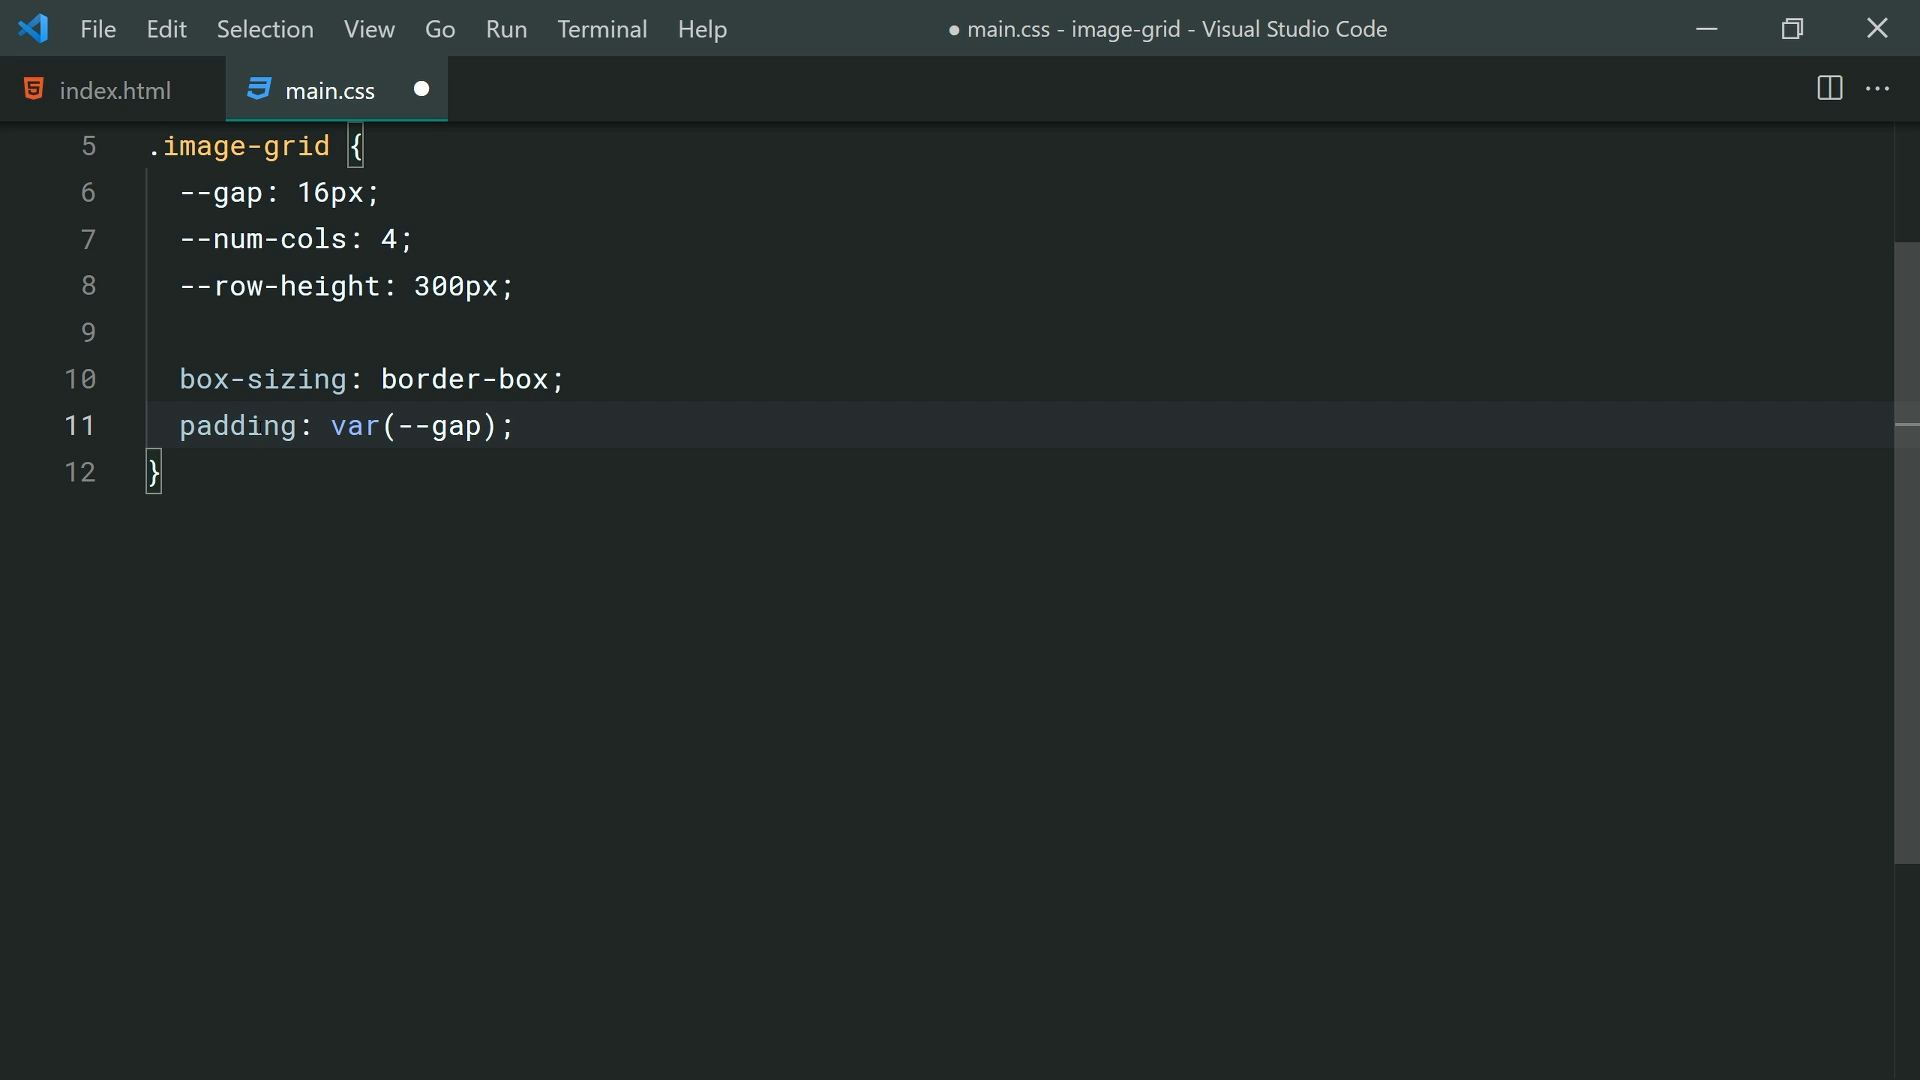 File Edit Selection View Go Run Terminal Help ● main.css - image-grid - Visual Studio Code
index.html main.css
5 .image-grid {
6 --gap: 16px;
7 --num-cols: 4;
8 --row-height: 300px;
9
10 box-sizing: border-box;
11 padding: var(--gap);
12 }